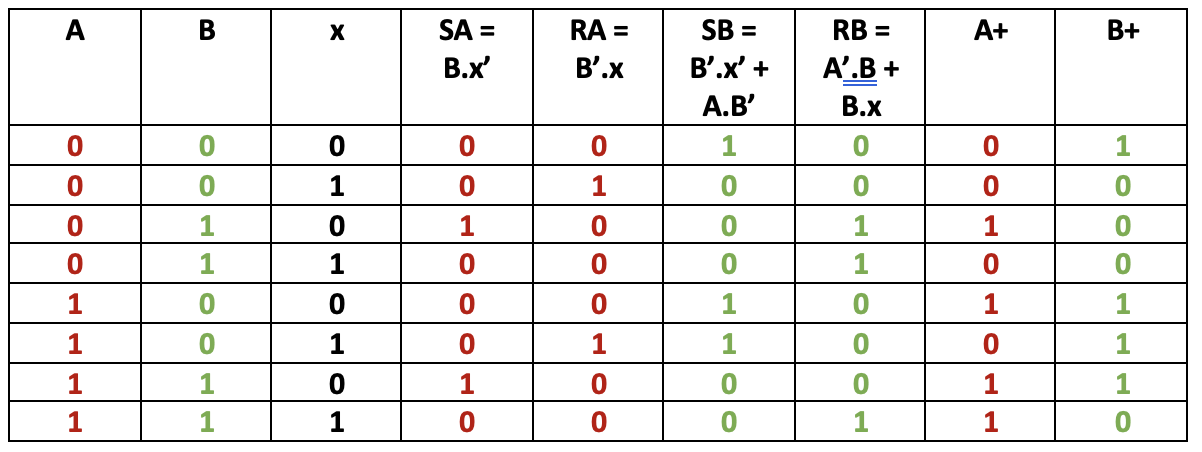 A B x SA = RA = SB = RB = A+ B+
B.x’ B’.x B’.x’ + A’.B +
A.B’ B.x
0 0 0 0 0 1 0 0 1
0 0 1 0 1 0 0 0 0
0 1 0 1 0 0 1 1 0
0 1 1 0 0 0 1 0 0
1 0 0 0 0 1 0 1 1
1 0 1 0 1 1 0 0 1
1 1 0 1 0 0 0 1 1
1 1 1 0 0 0 1 1 0